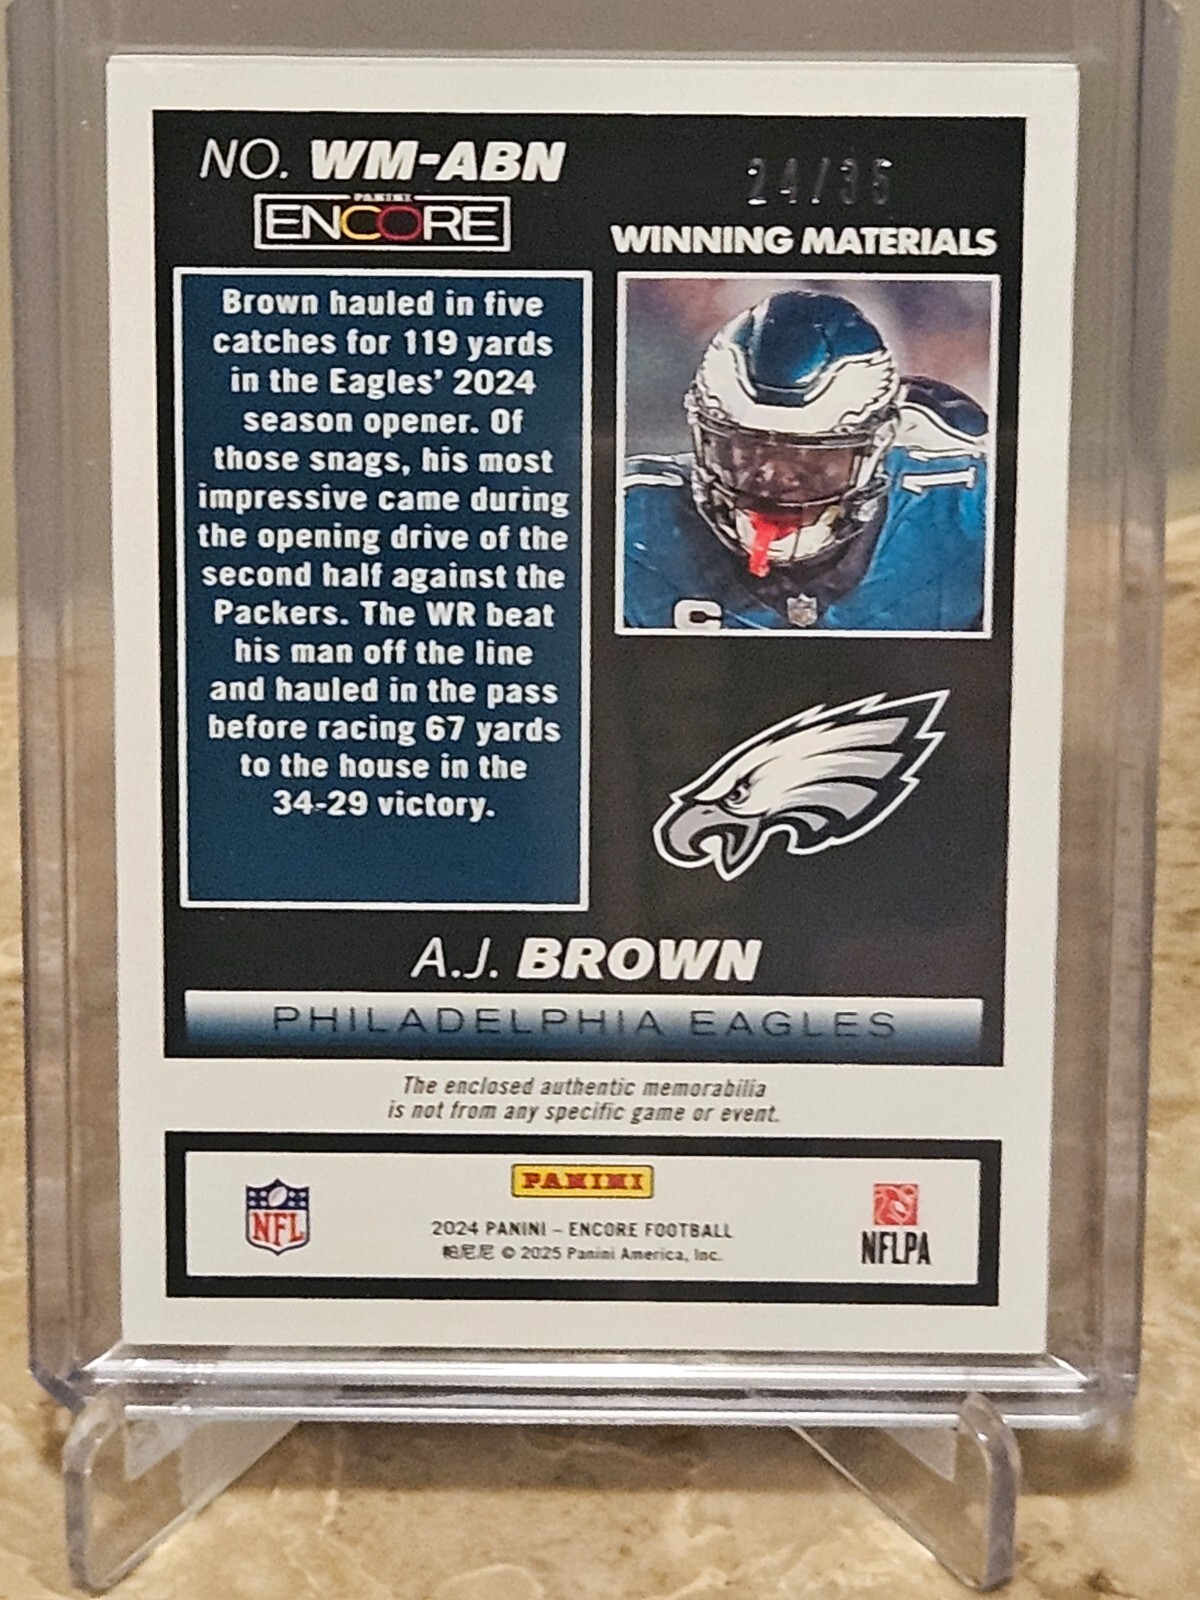 NO. WM-ABN
PANINI
ENCORE
24/35
WINNING MATERIALS
Brown hauled in five
catches for 119 yards
in the Eagles’ 2024
season opener. Of
those snags, his most
impressive came during
the opening drive of the
second half against the
Packers. The WR beat
his man off the line
and hauled in the pass
before racing 67 yards
to the house in the
34-29 victory.
11
C
A.J. BROWN
PHILADELPHIA EAGLES
The enclosed authentic memorabilia
is not from any specific game or event.
NFL
PANINI
2024 PANINI – ENCORE FOOTBALL
帕尼尼 © 2025 Panini America, Inc.
NFLPA